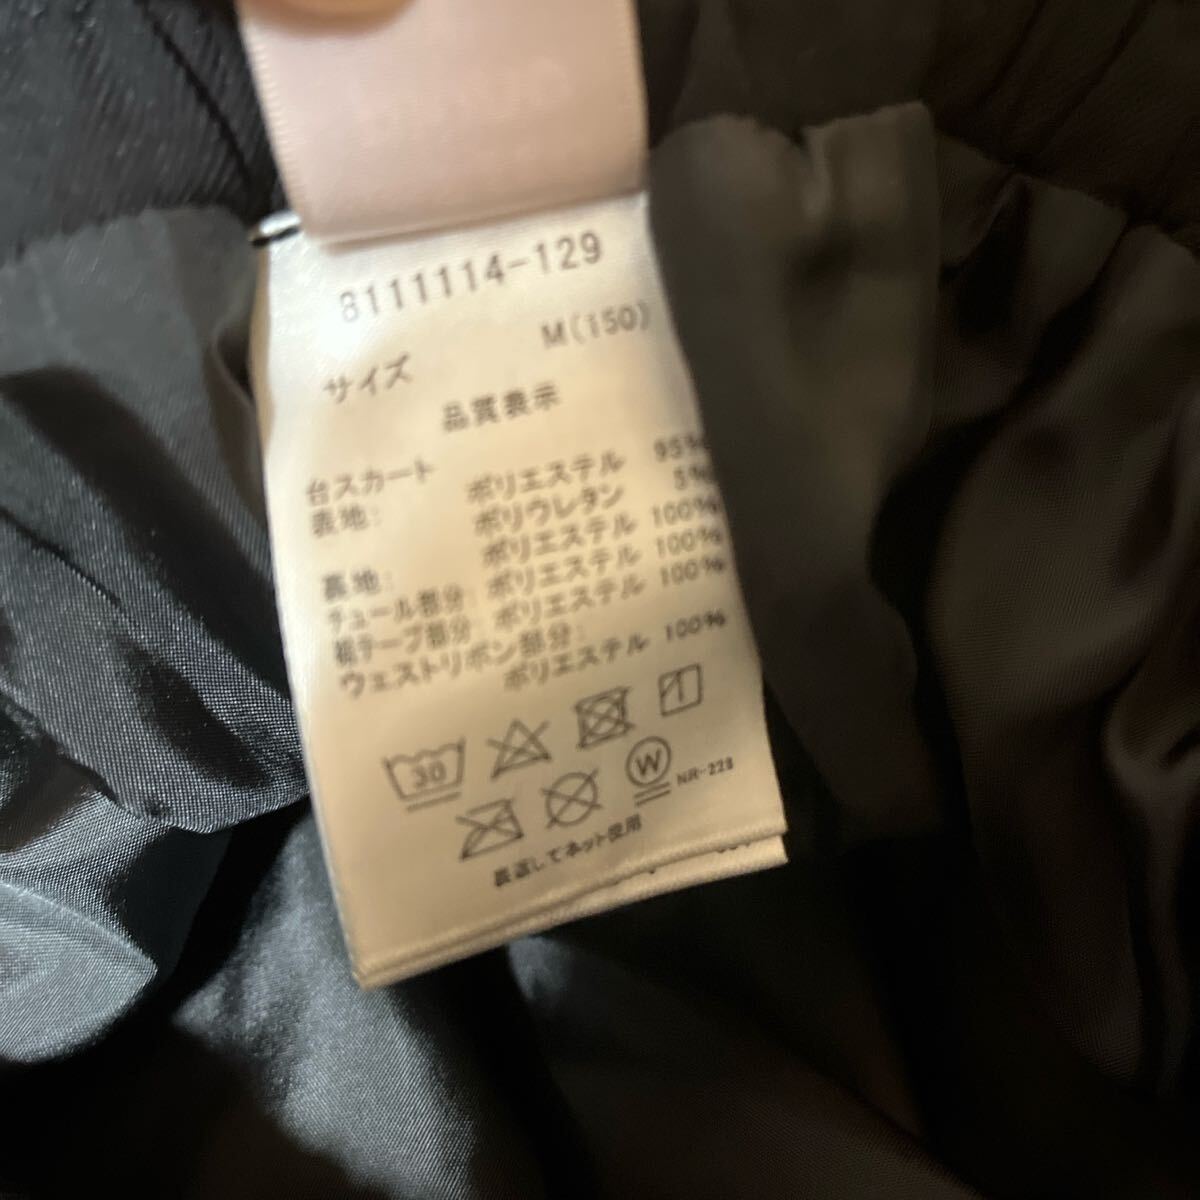 8111114-129
サイズ M(150)
品質表示
台スカート
表地: ポリエステル 95%
ポリウレタン 5%
裏地: ポリエステル 100%
チュール部分: ポリエステル 100%
裾テープ部分 ポリエステル 100%
ウェストリボン部分:
ポリエステル 100%
30
W
NR-223
裏返してネット使用